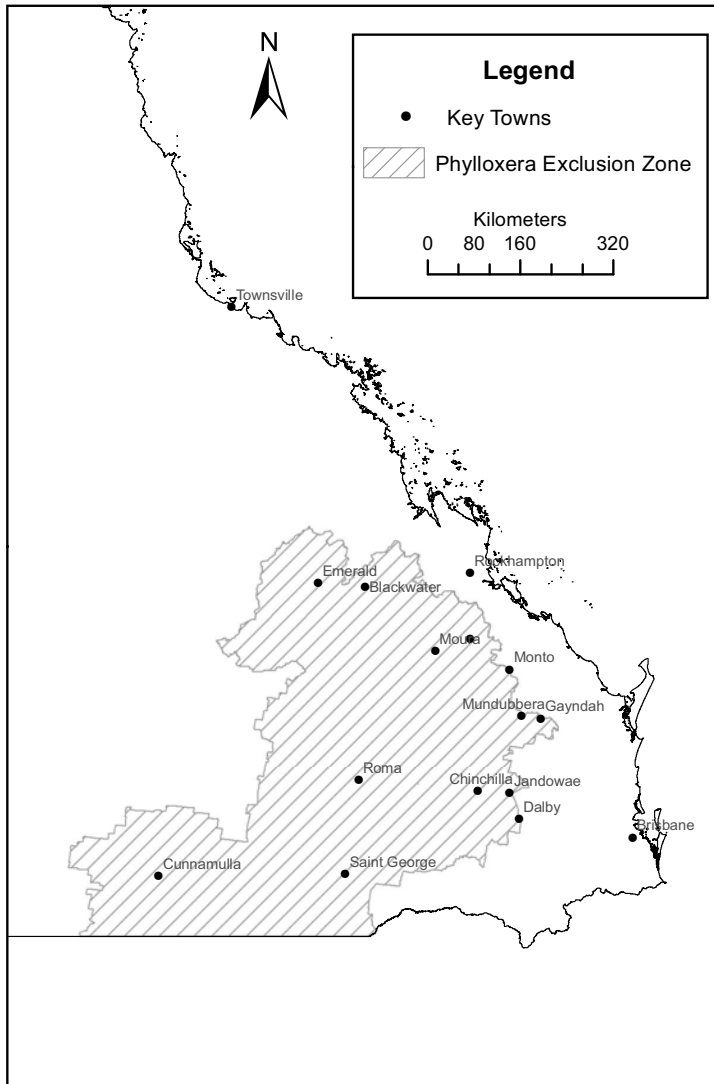 N
Legend
Key Towns
Phylloxera Exclusion Zone
Kilometers
0 80 160 320
Townsville
Rockhampton
Emerald
Blackwater
Moura
Monto
Mundubbera
Gayndah
Roma
Chinchilla
Jandowae
Dalby
Brisbane
Cunnamulla
Saint George